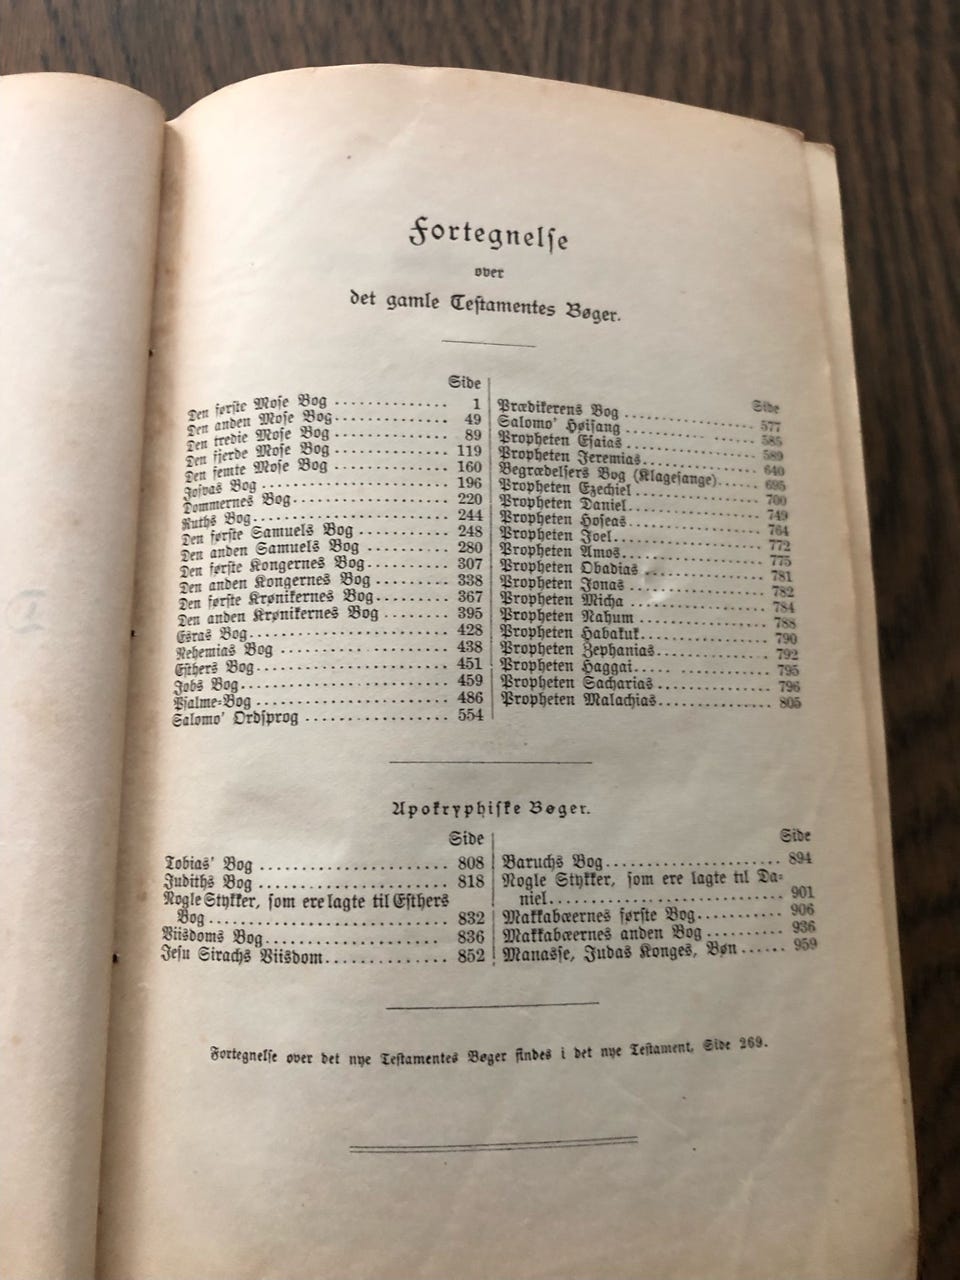 Fortegnelse
over
det gamle Testamentes Bøger.
Side
Den første Mose Bog .............. 1
Den anden Mose Bog.............. 49
Den tredie Mose Bog .............. 89
Den fjerde Mose Bog .............. 119
Den femte Mose Bog .............. 160
Josvas Bog ........................ 196
Dommernes Bog.................... 220
Ruths Bog.......................... 244
Den første Samuels Bog .......... 248
Den anden Samuels Bog .......... 280
Den første Kongernes Bog.......... 307
Den anden Kongernes Bog .......... 338
Den første Krønikernes Bog........ 367
Den anden Krønikernes Bog ........ 395
Esras Bog.......................... 428
Nehemias Bog ...................... 438
Esthers Bog........................ 451
Jobs Bog.......................... 459
Psalme-Bog ........................ 486
Salomo' Ordsprog .................. 554
Side
Prædikerens Bog .................. 577
Salomo' Høisang .................. 585
Propheten Esaias .................. 589
Propheten Jeremias................ 640
Begrædelsers Bog (Klagesange)...... 695
Propheten Ezechiel ................ 700
Propheten Daniel.................. 749
Propheten Hoseas.................. 764
Propheten Joel.................... 772
Propheten Amos.................... 775
Propheten Obadias ................ 781
Propheten Jonas .................. 782
Propheten Micha .................. 784
Propheten Nahum .................. 788
Propheten Habakuk................ 790
Propheten Zephanias.............. 792
Propheten Haggai.................. 795
Propheten Sacharias .............. 796
Propheten Malachias.............. 805
Apokryphiske Bøger.
Side
Tobias' Bog ...................... 808
Judiths Bog ...................... 818
Nogle Stykker, som ere lagte til Esthers
Bog.............................. 832
Viisdoms Bog...................... 836
Jesu Sirachs Viisdom.............. 852
Side
Baruchs Bog...................... 894
Nogle Stykker, som ere lagte til Da-
niel.............................. 901
Makkabæernes første Bog.......... 906
Makkabæernes anden Bog .......... 936
Manasse, Judas Konges, Bøn...... 959
Fortegnelse over det nye Testamentes Bøger findes i det nye Testament, Side 269.